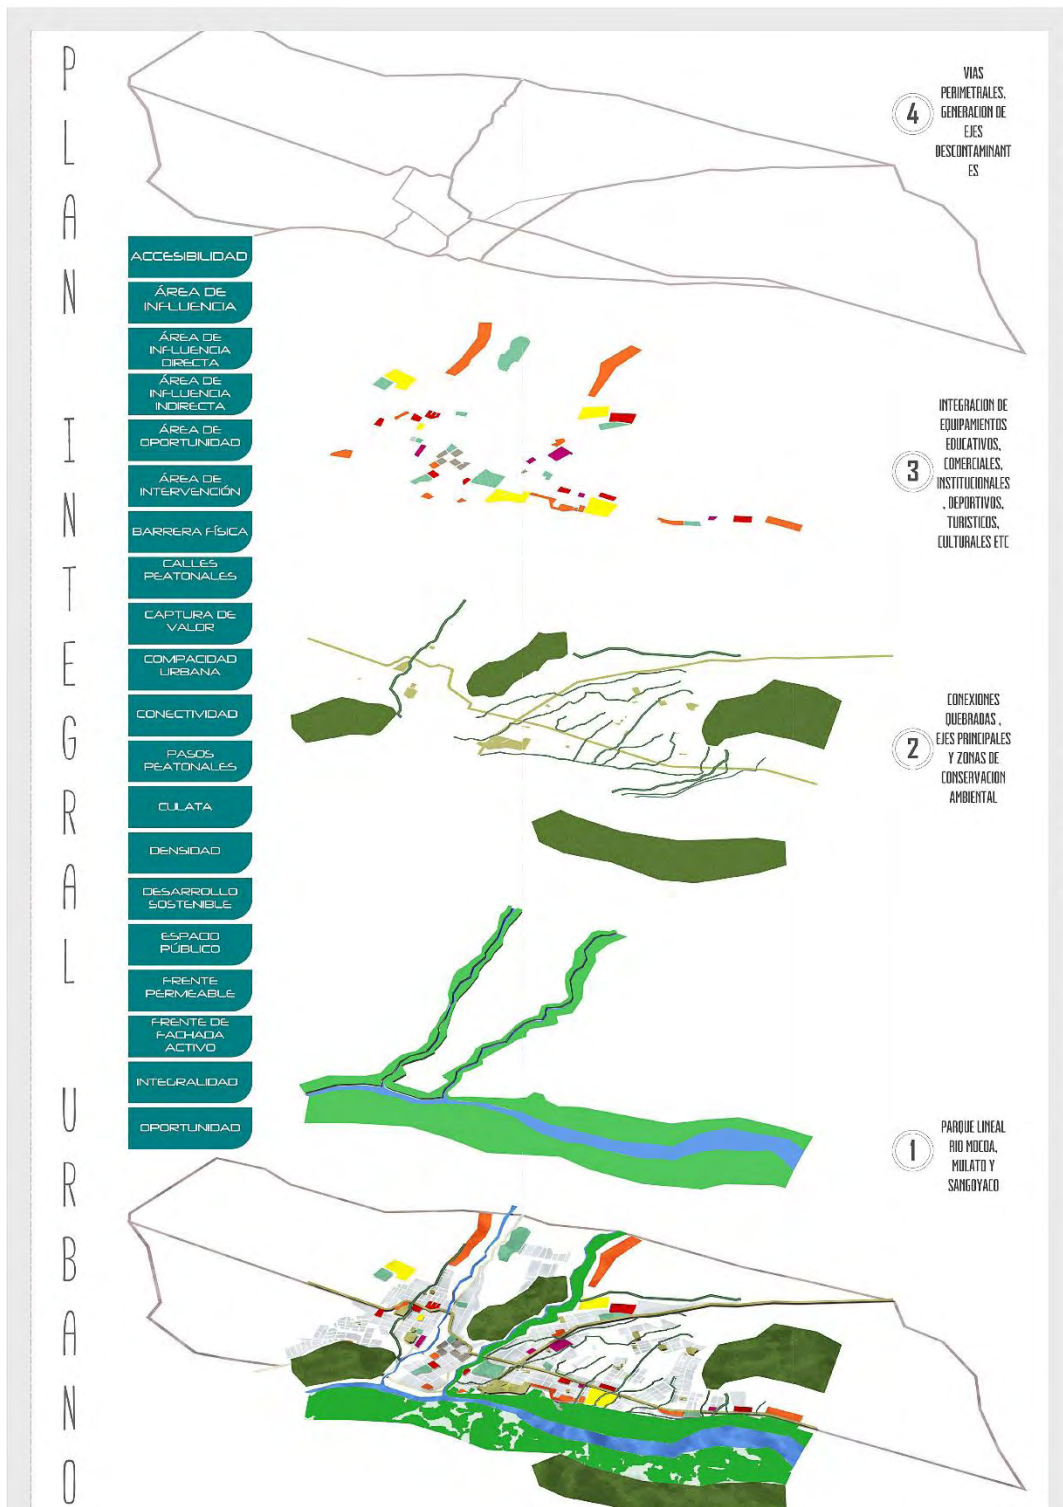 PLAN INTEGRAL URBANO
4
VIAS
PERIMETRALES,
GENERACION DE
EJES
DESCONTAMINANT
ES
ACCESIBILIDAD
ÁREA DE
INFLUENCIA
ÁREA DE
INFLUENCIA
DIRECTA
ÁREA DE
INFLUENCIA
INDIRECTA
ÁREA DE
OPORTUNIDAD
ÁREA DE
INTERVENCIÓN
BARRERA FÍSICA
CALLES
PEATONALES
CAPTURA DE
VALOR
COMPACIDAD
URBANA
CONECTIVIDAD
PASOS
PEATONALES
CULATA
DENSIDAD
DESARROLLO
SOSTENIBLE
ESPACIO
PÚBLICO
FRENTE
PERMEABLE
FRENTE DE
FACHADA
ACTIVO
INTEGRALIDAD
OPORTUNIDAD
3
INTEGRACION DE
EQUIPAMIENTOS
EDUCATIVOS,
COMERCIALES,
INSTITUCIONALES
, DEPORTIVOS,
TURISTICOS,
CULTURALES ETC
2
CONEXIONES
QUEBRADAS ,
EJES PRINCIPALES
Y ZONAS DE
CONSERVACION
AMBIENTAL
1
PARQUE LINEAL
RIO MOCOA,
MULATO Y
SANGOYACO